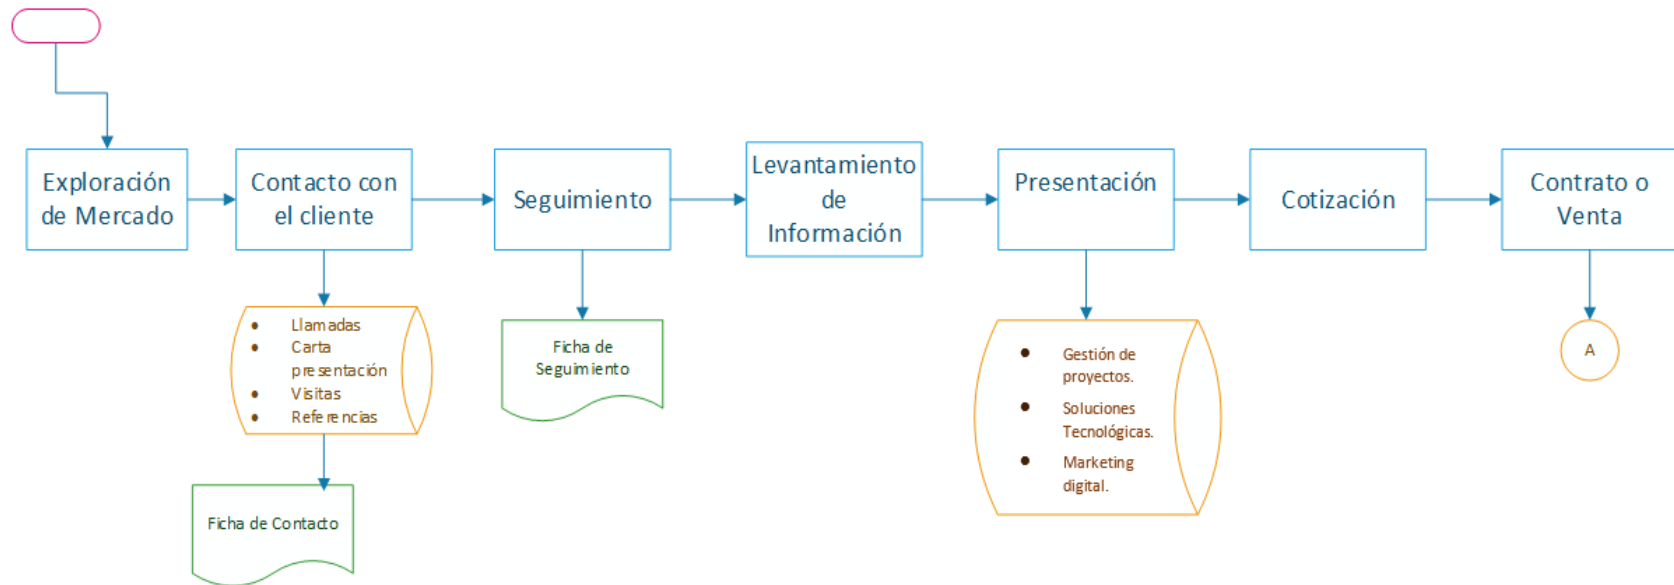 Exploración
de Mercado
Contacto con
el cliente
Seguimiento
Levantamiento
de
Información
Presentación
Cotización
Contrato o
Venta
● Llamadas
● Carta
presentación
● Visitas
● Referencias
Ficha de
Seguimiento
● Gestión de
proyectos.
● Soluciones
Tecnológicas.
● Marketing
digital.
A
Ficha de Contacto